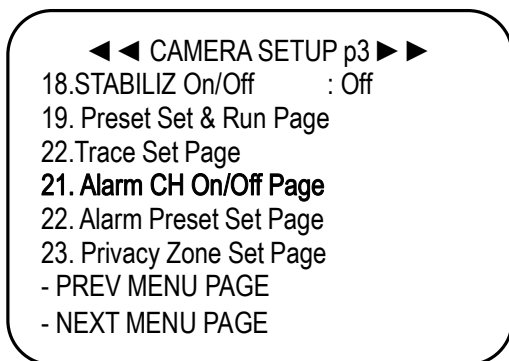 ◄ ◄ CAMERA SETUP p3 ► ►
18.STABILIZ On/Off : Off
19. Preset Set & Run Page
22.Trace Set Page
21. Alarm CH On/Off Page
22. Alarm Preset Set Page
23. Privacy Zone Set Page
- PREV MENU PAGE
- NEXT MENU PAGE